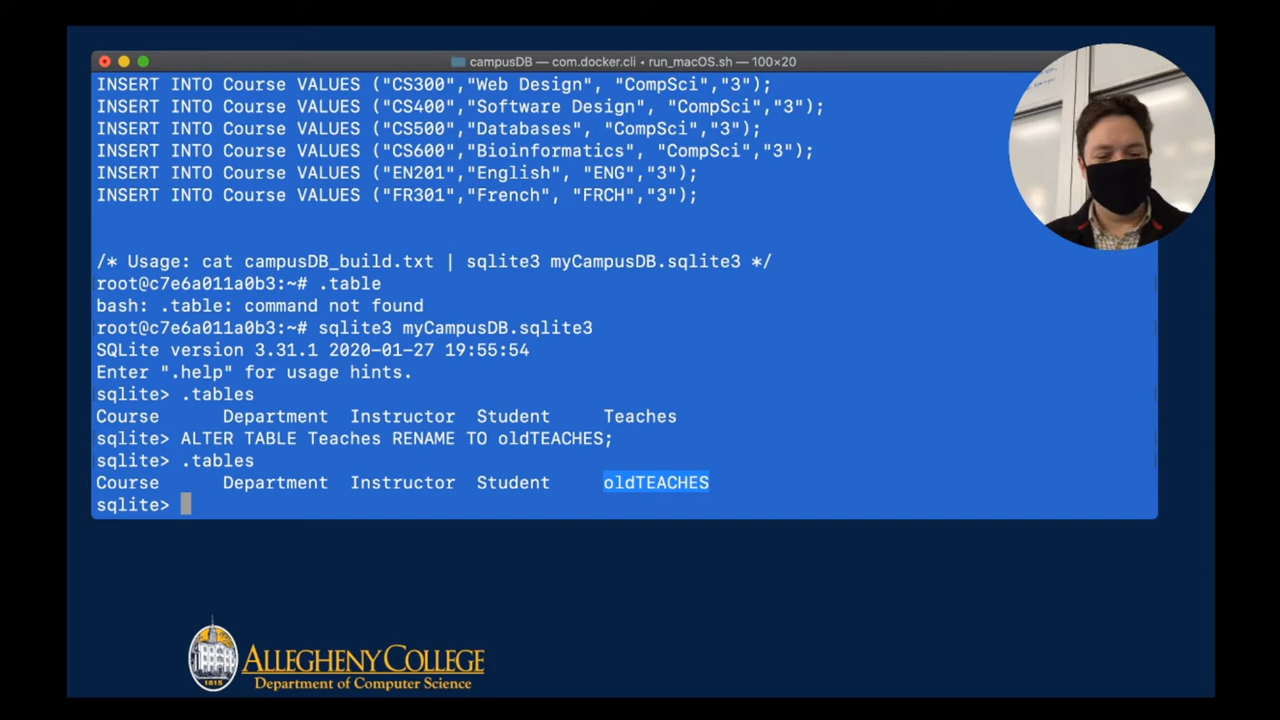 campusDB — com.docker.cli • run_macOS.sh — 100×20
INSERT INTO Course VALUES ("CS300","Web Design", "CompSci","3");
INSERT INTO Course VALUES ("CS400","Software Design", "CompSci","3");
INSERT INTO Course VALUES ("CS500","Databases", "CompSci","3");
INSERT INTO Course VALUES ("CS600","Bioinformatics", "CompSci","3");
INSERT INTO Course VALUES ("EN201","English", "ENG","3");
INSERT INTO Course VALUES ("FR301","French", "FRCH","3");
/* Usage: cat campusDB_build.txt | sqlite3 myCampusDB.sqlite3 */
root@c7e6a011a0b3:~# .table
bash: .table: command not found
root@c7e6a011a0b3:~# sqlite3 myCampusDB.sqlite3
SQLite version 3.31.1 2020-01-27 19:55:54
Enter ".help" for usage hints.
sqlite> .tables
Course Department Instructor Student Teaches
sqlite> ALTER TABLE Teaches RENAME TO oldTEACHES;
sqlite> .tables
Course Department Instructor Student oldTEACHES
sqlite>
1815
ALLEGHENY COLLEGE
Department of Computer Science